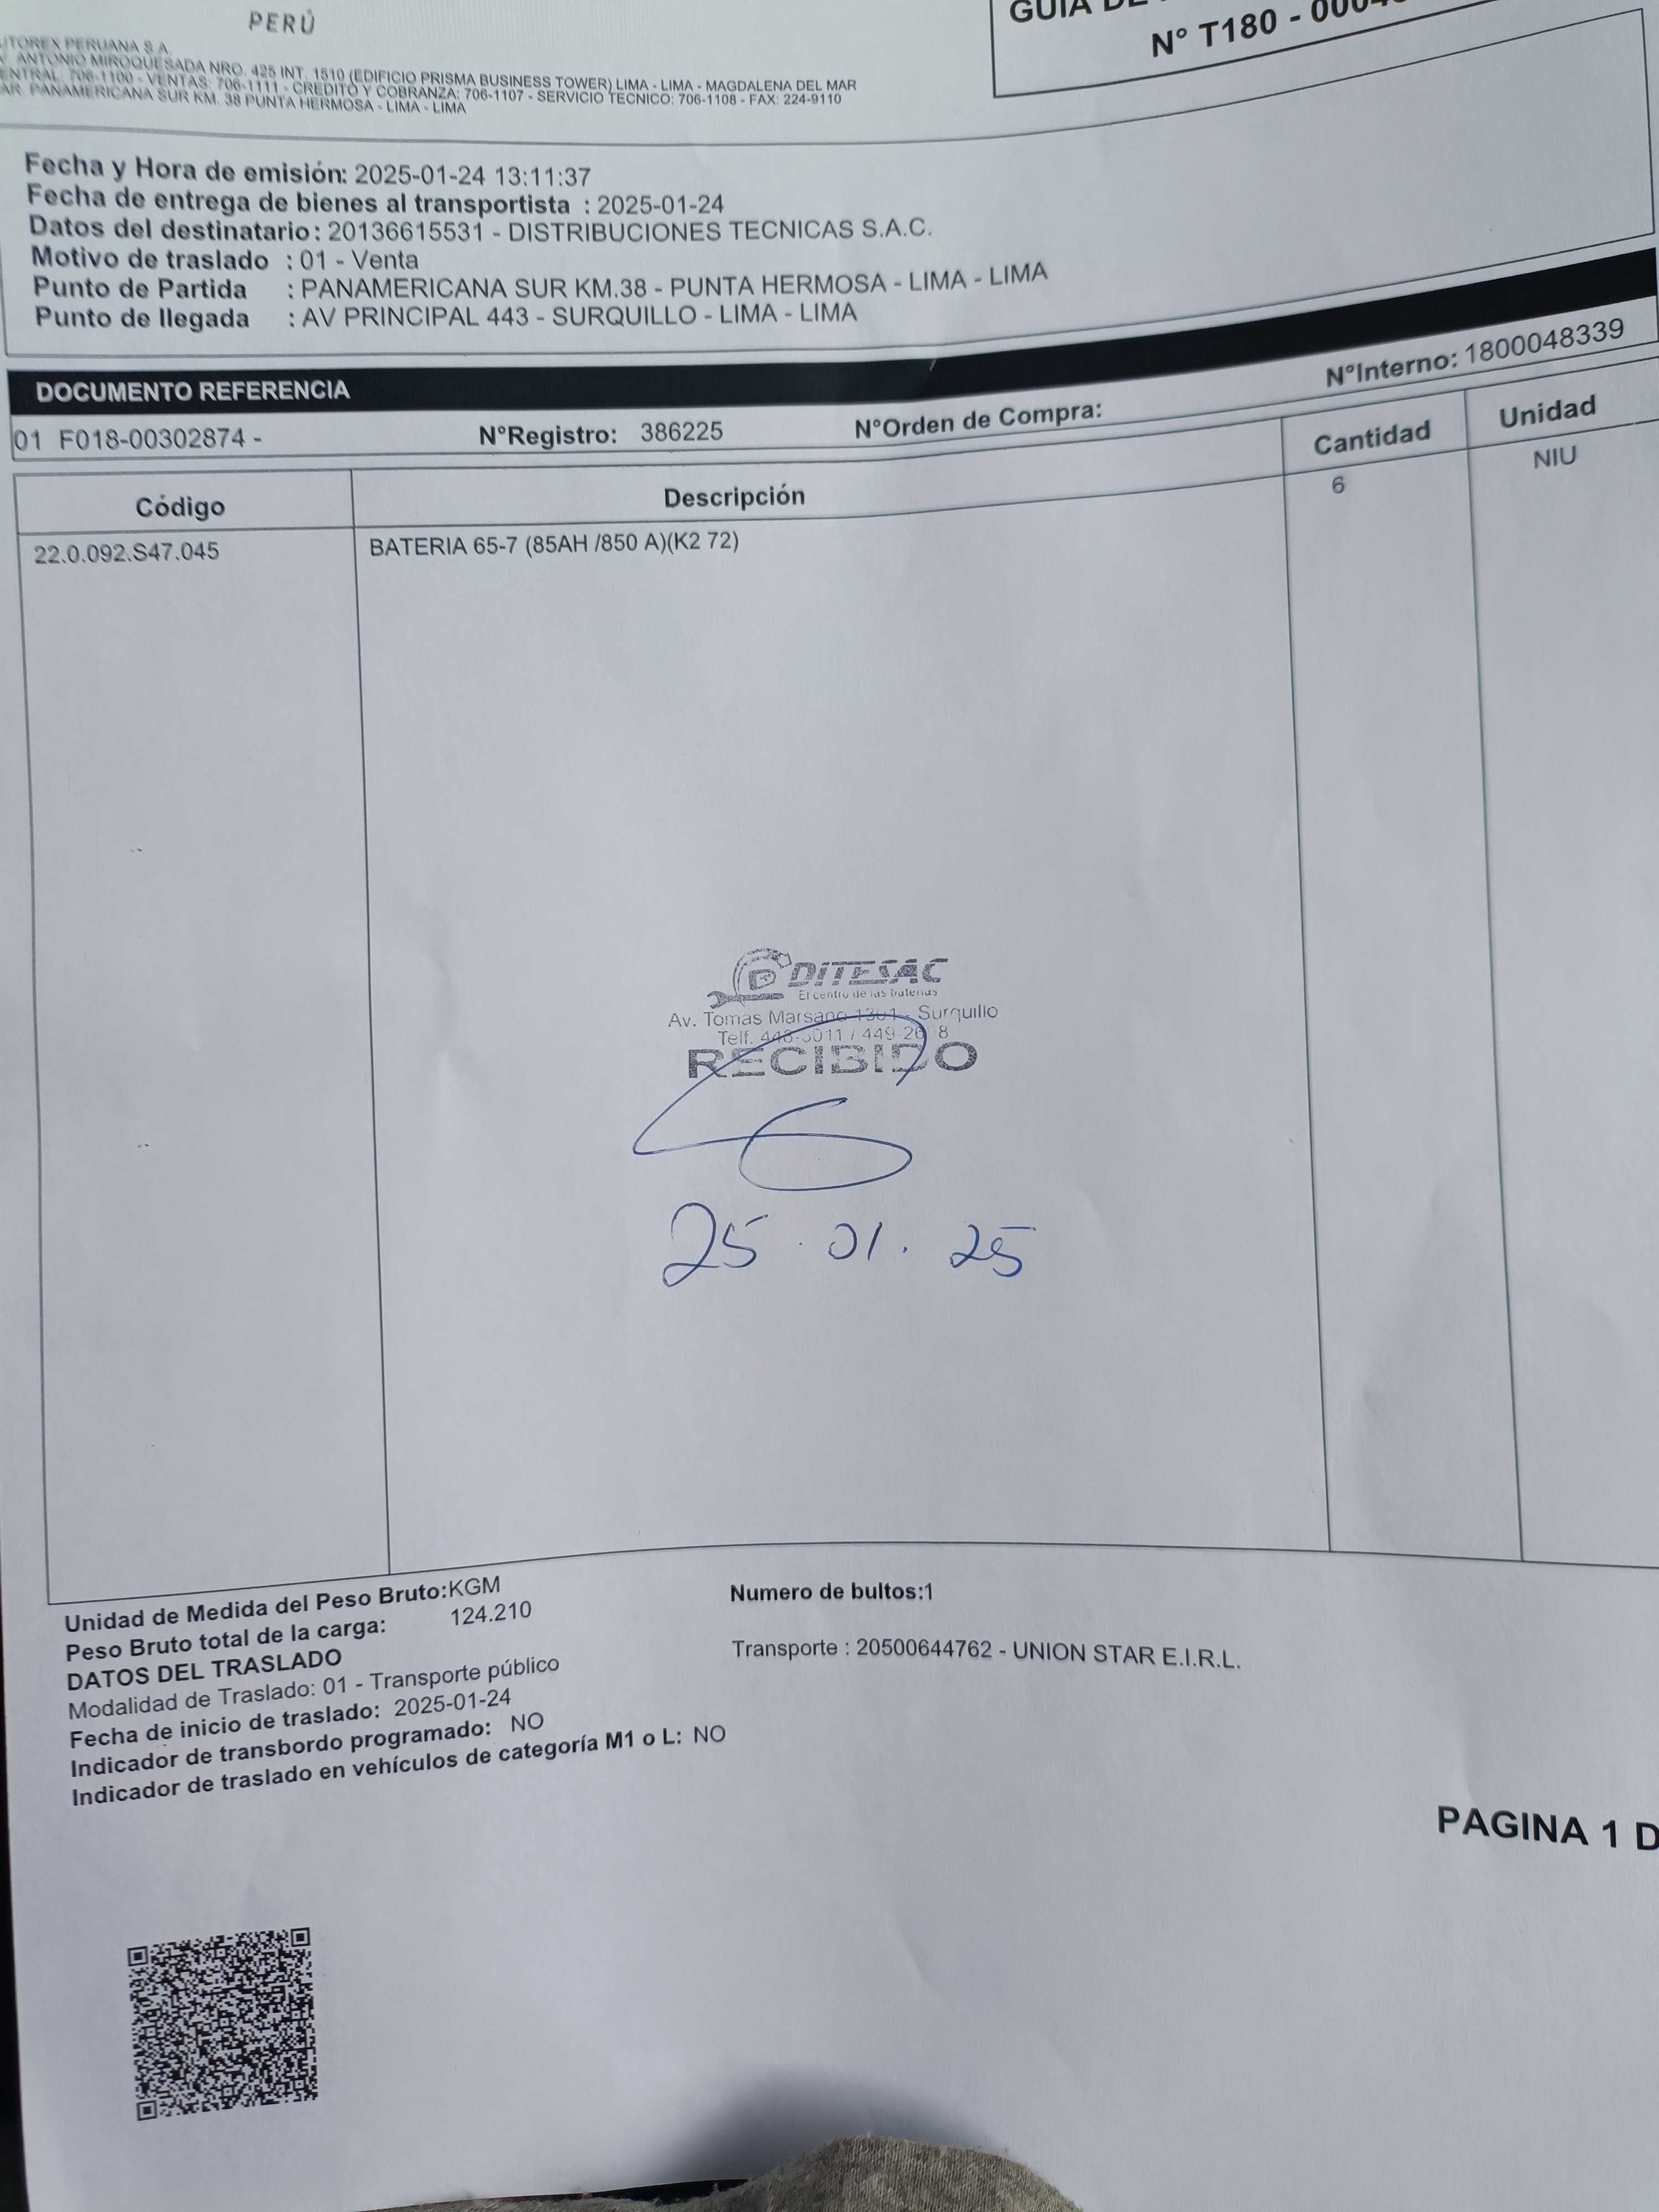 PERÚ
GUIA DE
N° T180 -
UTOREX PERUANA S.A.
ANTONIO MIROQUESADA NRO. 425 INT. 1510 (EDIFICIO PRISMA BUSINESS TOWER) LIMA - LIMA - MAGDALENA DEL MAR
ENTRAL. 706-1100 - VENTAS: 706-1111 - CREDITO Y COBRANZA: 706-1107 - SERVICIO TECNICO: 706-1108 - FAX: 224-9110
AR. PANAMERICANA SUR KM. 38 PUNTA HERMOSA - LIMA - LIMA
Fecha y Hora de emisión: 2025-01-24 13:11:37
Fecha de entrega de bienes al transportista : 2025-01-24
Datos del destinatario: 20136615531 - DISTRIBUCIONES TECNICAS S.A.C.
Motivo de traslado : 01 - Venta
Punto de Partida : PANAMERICANA SUR KM.38 - PUNTA HERMOSA - LIMA - LIMA
Punto de llegada : AV PRINCIPAL 443 - SURQUILLO - LIMA - LIMA
DOCUMENTO REFERENCIA
01 F018-00302874 - N°Registro: 386225 N°Orden de Compra: N°Interno: 1800048339
Código Descripción Cantidad Unidad
22.0.092.S47.045 BATERIA 65-7 (85AH /850 A)(K2 72) 6 NIU
DITESAC
El centro de las baterias
Av. Tomas Marsano 1301 - Surquillo
Telf.
RECIBIDO
25 . 01 . 25
Unidad de Medida del Peso Bruto:KGM Numero de bultos:1
Peso Bruto total de la carga: 124.210
DATOS DEL TRASLADO Transporte : 20500644762 - UNION STAR E.I.R.L.
Modalidad de Traslado: 01 - Transporte público
Fecha de inicio de traslado: 2025-01-24
Indicador de transbordo programado: NO
Indicador de traslado en vehículos de categoría M1 o L: NO
PAGINA 1 D